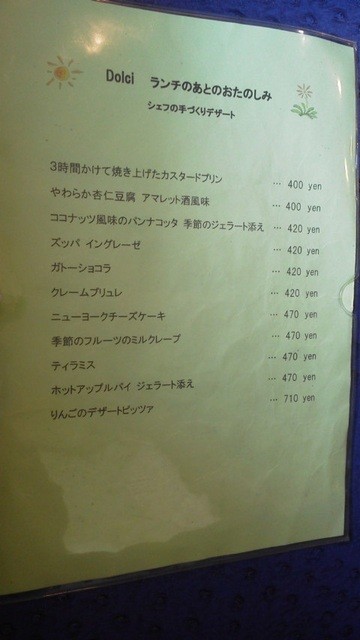 Dolci ランチのあとのおたのしみ
シェフの手づくりデザート
3時間かけて焼き上げたカスタードプリン … 400 yen
やわらか杏仁豆腐 アマレット酒風味 … 400 yen
ココナッツ風味のパンナコッタ 季節のジェラート添え … 420 yen
ズッパ イングレーゼ … 420 yen
ガトーショコラ … 420 yen
クレームブリュレ … 420 yen
ニューヨークチーズケーキ … 470 yen
季節のフルーツのミルクレープ … 470 yen
ティラミス … 470 yen
ホットアップルパイ ジェラート添え … 470 yen
りんごのデザートピッツァ … 710 yen